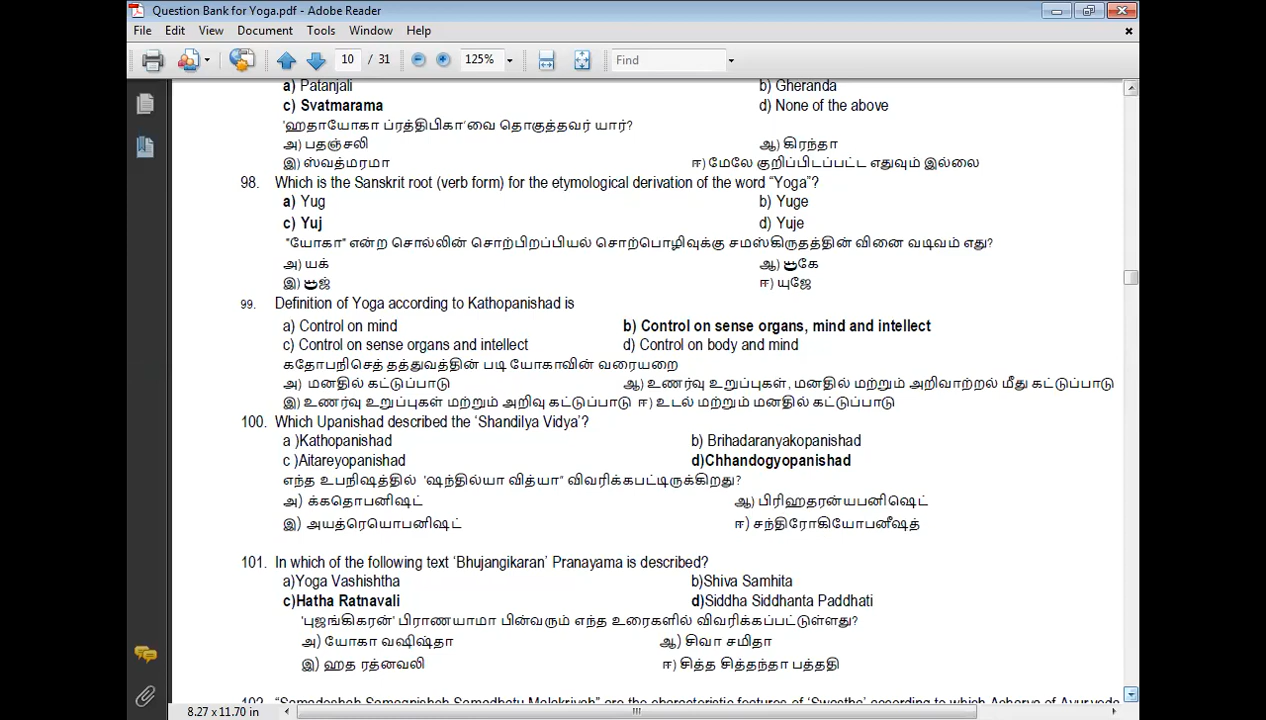 Question Bank for Yoga.pdf - Adobe Reader
File Edit View Document Tools Window Help
10 / 31 125% Find
a) Patanjali b) Gheranda
c) Svatmarama d) None of the above
'ஹதாயோகா ப்ரத்திபிகா'வை தொகுத்தவர் யார்?
அ) பதஞ்சலி ஆ) கிரந்தா
இ) ஸ்வத்மரமா ஈ) மேலே குறிப்பிடப்பட்ட எதுவும் இல்லை
98. Which is the Sanskrit root (verb form) for the etymological derivation of the word “Yoga”?
a) Yug b) Yuge
c) Yuj d) Yuje
"யோகா" என்ற சொல்லின் சொற்பிறப்பியல் சொற்பொழிவுக்கு சமஸ்கிருதத்தின் வினை வடிவம் எது?
அ) யக் ஆ)
இ) ஈ) யுஜே
99. Definition of Yoga according to Kathopanishad is
a) Control on mind b) Control on sense organs, mind and intellect
c) Control on sense organs and intellect d) Control on body and mind
கதோபநிசெத் தத்துவத்தின் படி யோகாவின் வரையறை
அ) மனதில் கட்டுப்பாடு ஆ) உணர்வு உறுப்புகள், மனதில் மற்றும் அறிவாற்றல் மீது கட்டுப்பாடு
இ) உணர்வு உறுப்புகள் மற்றும் அறிவு கட்டுப்பாடு ஈ) உடல் மற்றும் மனதில் கட்டுப்பாடு
100. Which Upanishad described the ‘Shandilya Vidya’?
a )Kathopanishad b) Brihadaranyakopanishad
c )Aitareyopanishad d)Chhandogyopanishad
எந்த உபநிஷத்தில் 'ஷந்தில்யா வித்யா" விவரிக்கபட்டிருக்கிறது?
அ) க்கதொபனிஷட் ஆ) பிரிஹதரன்யபனிஷெட்
இ) அயத்ரெயொபனிஷட் ஈ) சந்திரோகியோபனீஷத்
101. In which of the following text ‘Bhujangikaran’ Pranayama is described?
a)Yoga Vashishtha b)Shiva Samhita
c)Hatha Ratnavali d)Siddha Siddhanta Paddhati
'புஜங்கிகரன்' பிராணயாமா பின்வரும் எந்த உரைகளில் விவரிக்கப்பட்டுள்ளது?
அ) யோகா வஷிஷ்தா ஆ) சிவா சமிதா
இ) ஹத ரத்னவலி ஈ) சித்த சித்தந்தா பத்ததி
8.27 x 11.70 in